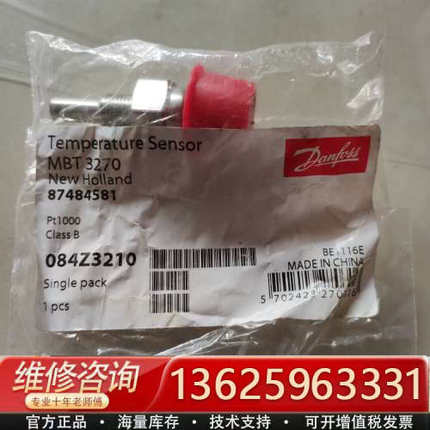 Temperature Sensor
MBT 3270
New Holland
87484581
Pt1000
Class B
084Z3210
Single pack
1 pcs
Danfoss
BE1116E
MADE IN CHINA
维修咨询
专业十年老师傅
13625963331
官方正品 · 海量库存 · 技术支持 · 可开增值税发票